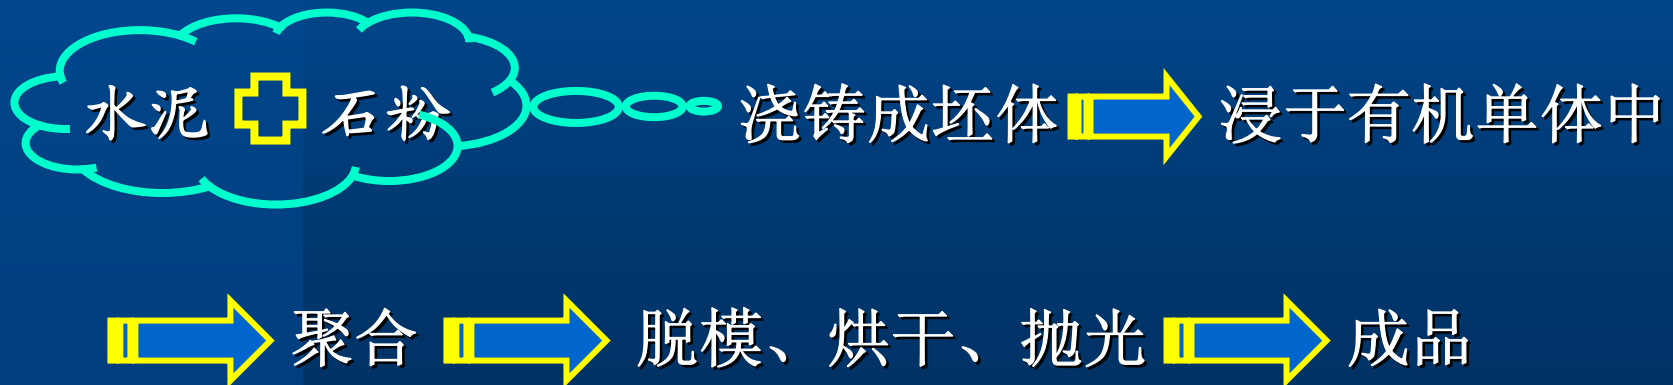 水泥 石粉 浇铸成坯体 浸于有机单体中
聚合 脱模、烘干、抛光 成品